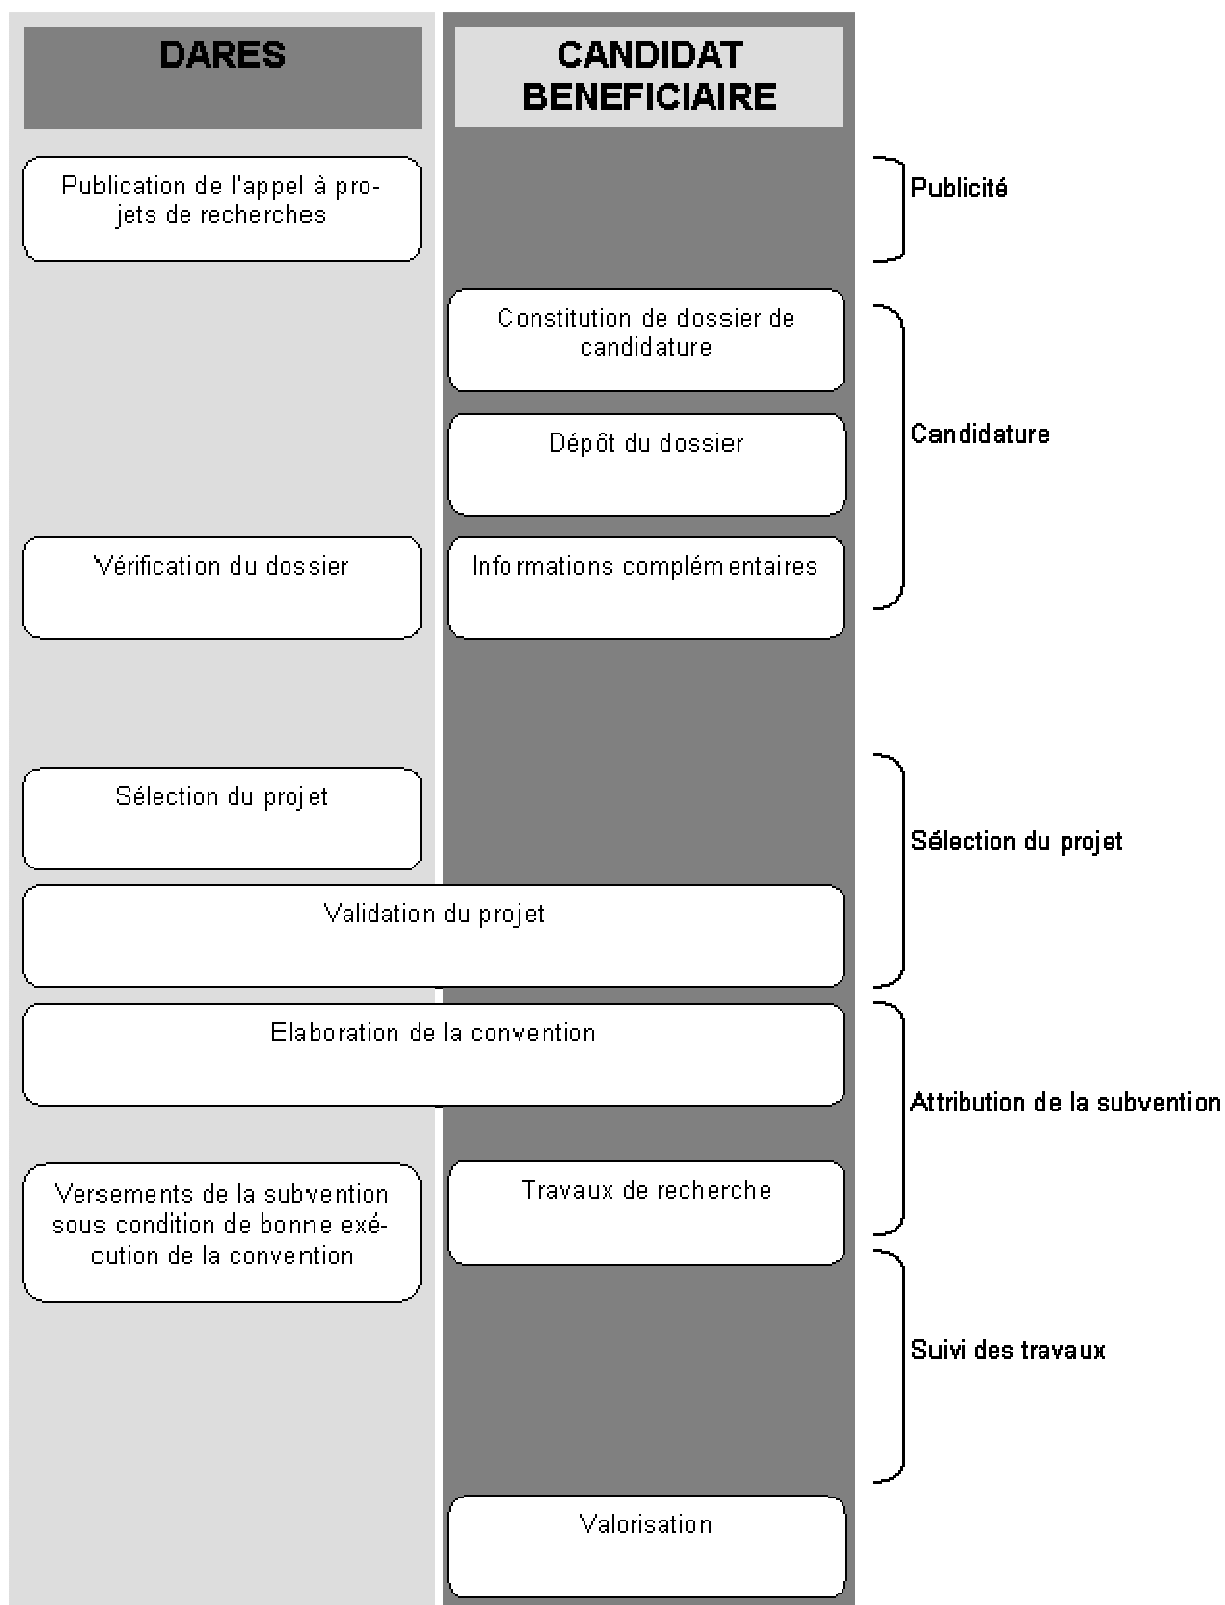 DARES
CANDIDAT
BENEFICIAIRE
Publication de l'appel à pro-
jets de recherches
Publicité
Constitution de dossier de
candidature
Dépôt du dossier
Candidature
Vérification du dossier
Informations complémentaires
Sélection du projet
Sélection du projet
Validation du projet
Elaboration de la convention
Attribution de la subvention
Versements de la subvention
sous condition de bonne exé-
cution de la convention
Travaux de recherche
Suivi des travaux
Valorisation